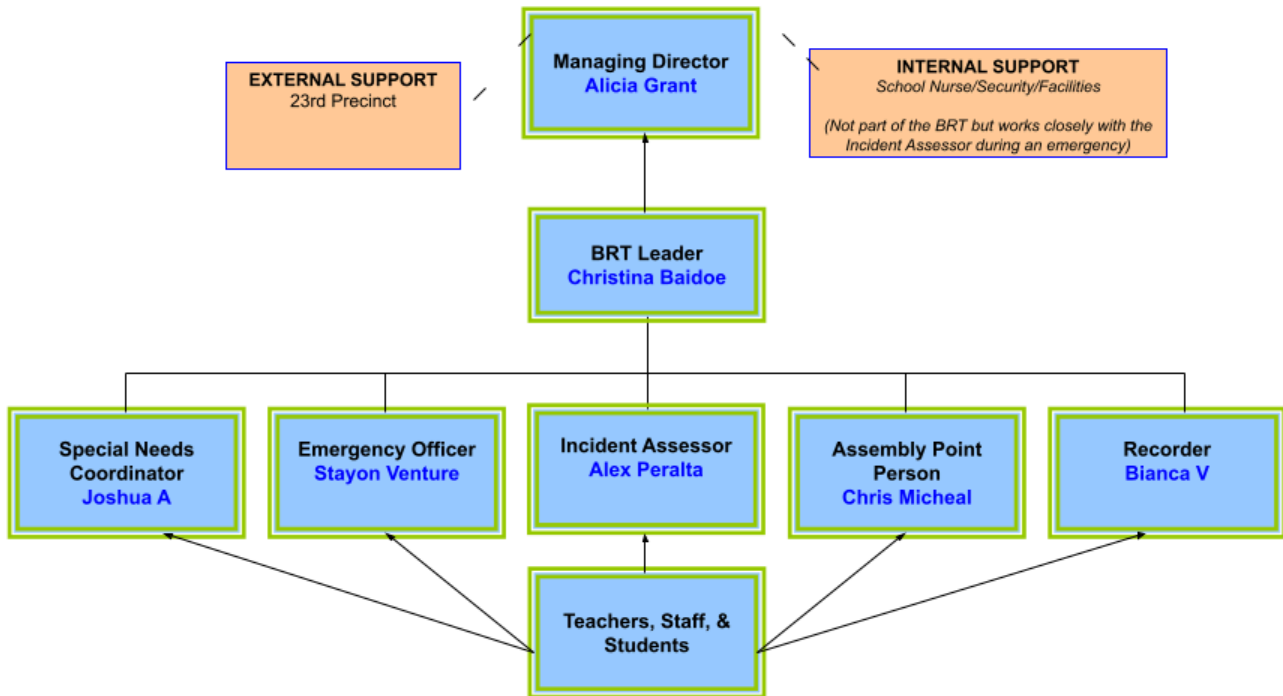 Managing Director
Alicia Grant
EXTERNAL SUPPORT
23rd Precinct
INTERNAL SUPPORT
School Nurse/Security/Facilities
(Not part of the BRT but works closely with the
Incident Assessor during an emergency)
BRT Leader
Christina Baidoe
Special Needs
Coordinator
Joshua A
Emergency Officer
Stayon Venture
Incident Assessor
Alex Peralta
Assembly Point
Person
Chris Micheal
Recorder
Bianca V
Teachers, Staff, &
Students